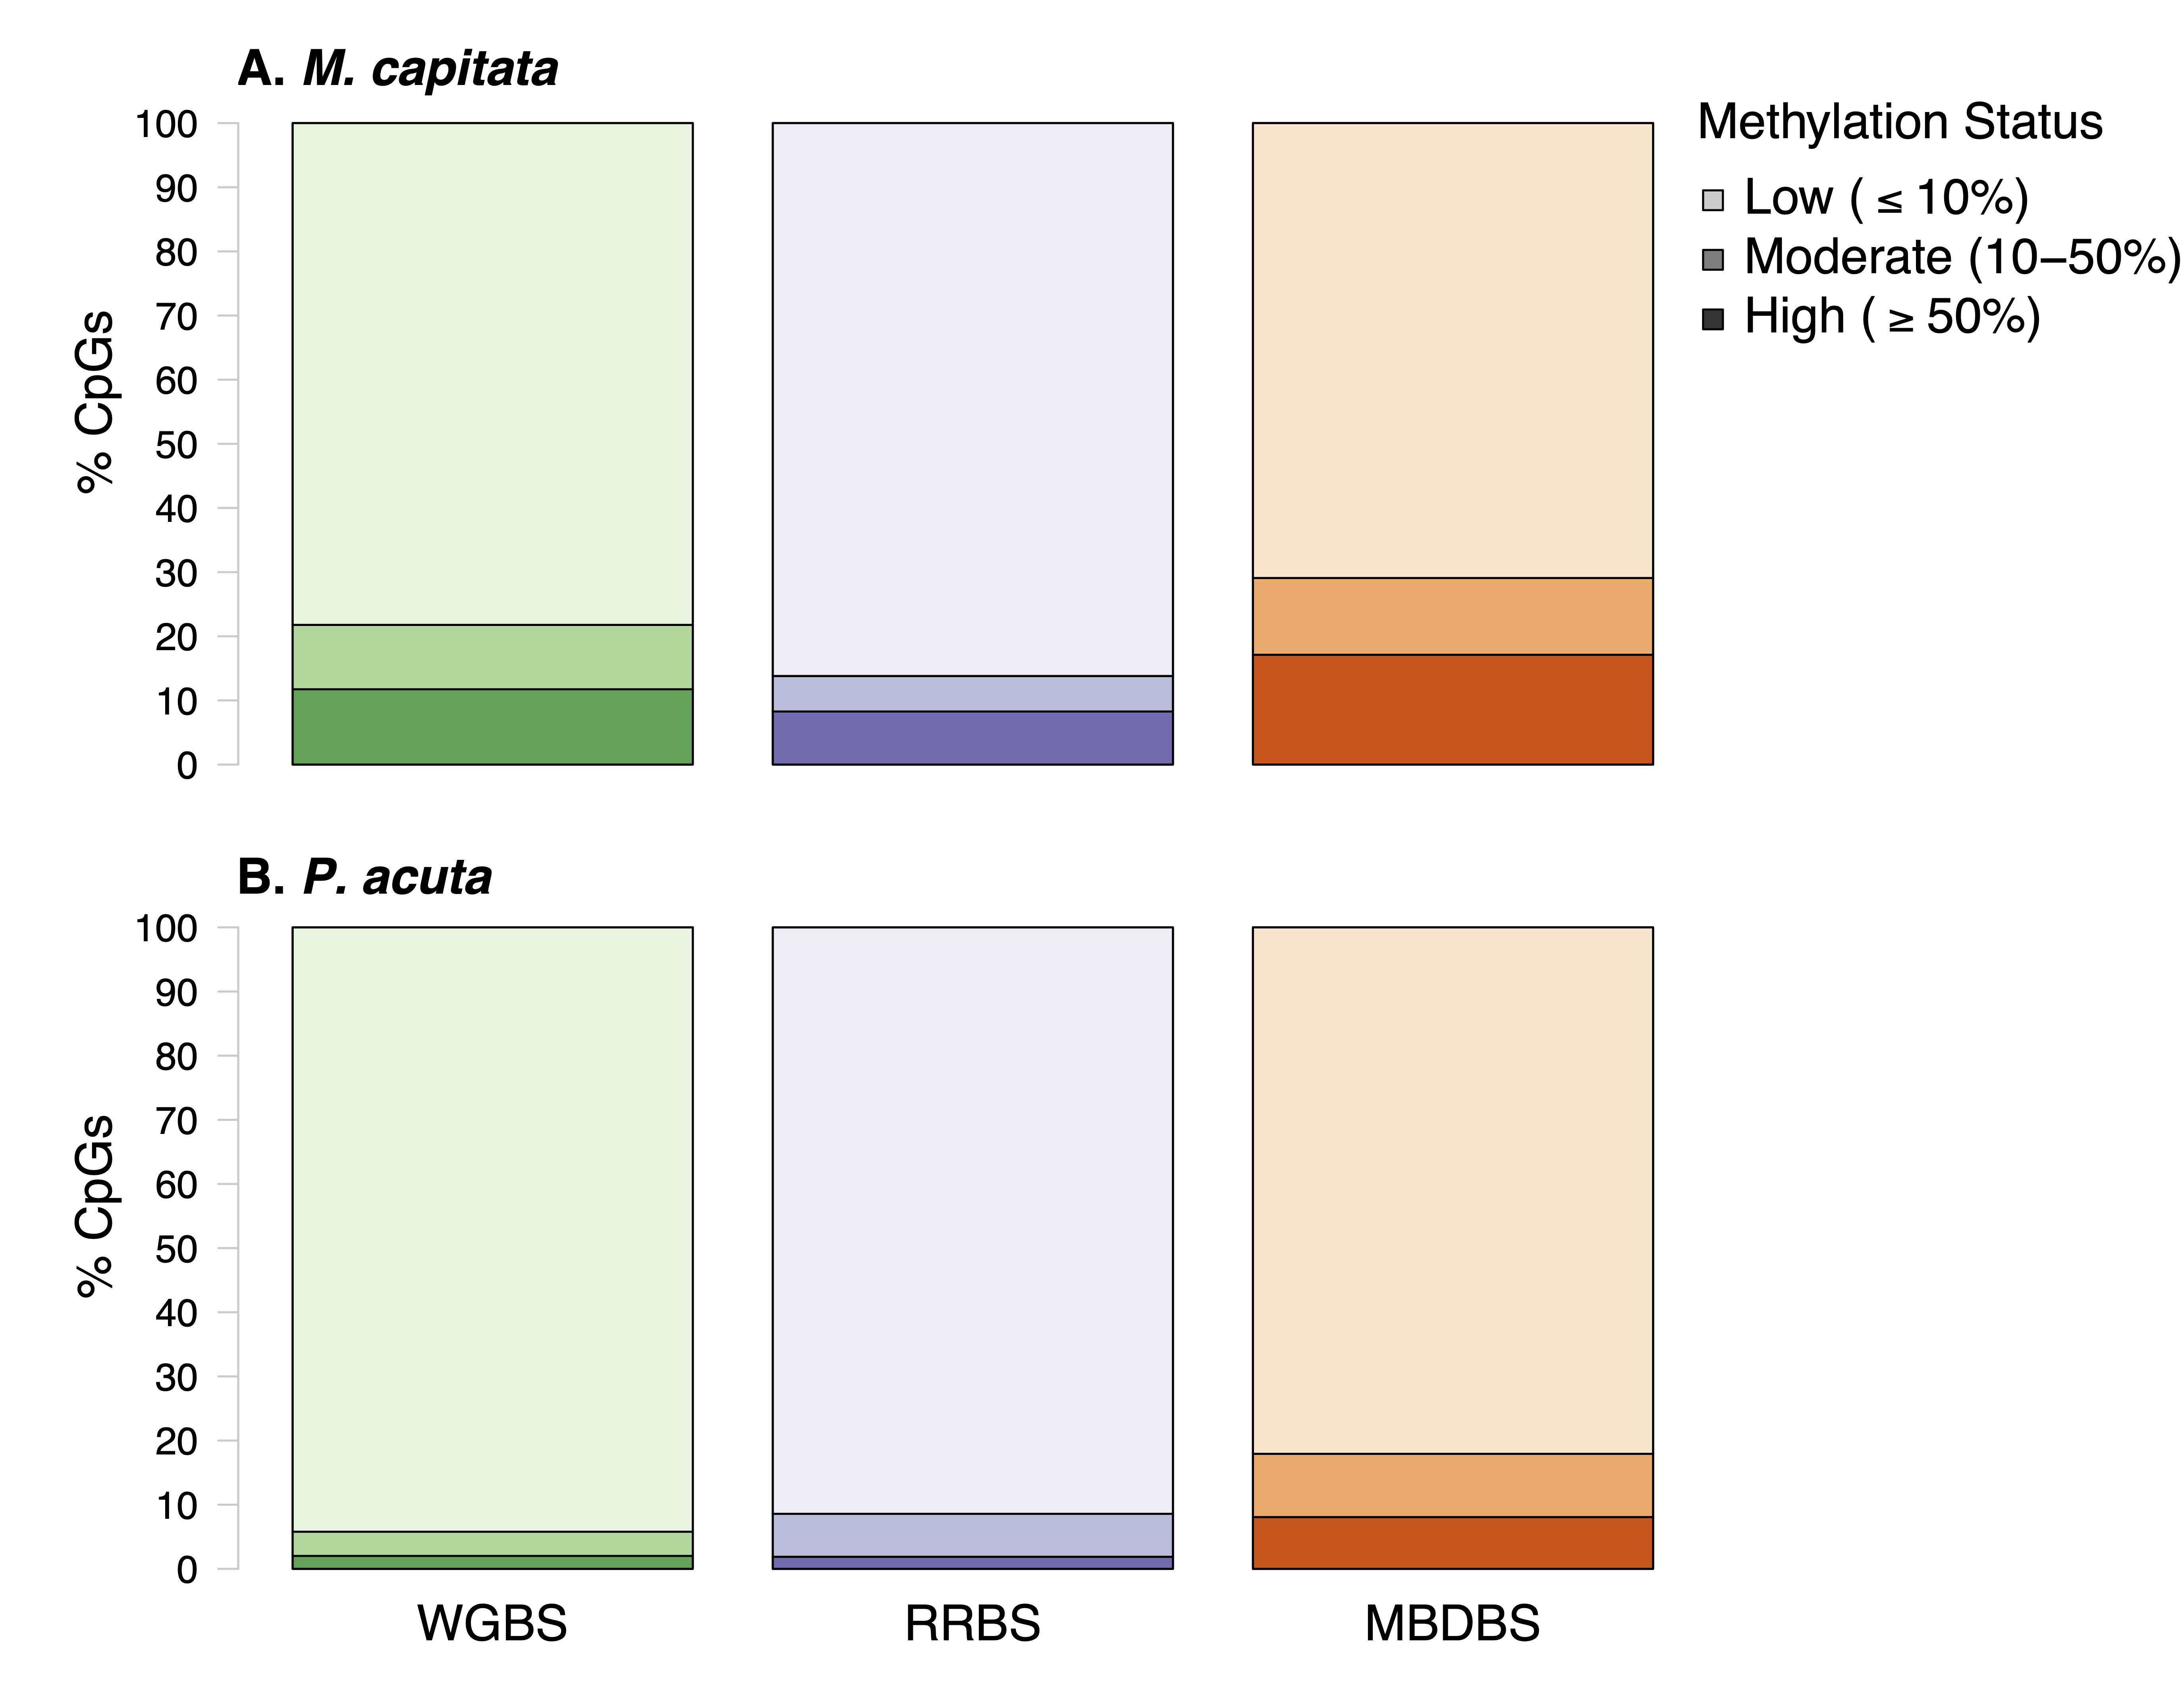 A. M. capitata
100
90
80
70
60
50
40
30
20
10
0
% CpGs
Methylation Status
Low ( ≤ 10%)
Moderate (10–50%)
High ( ≥ 50%)
B. P. acuta
100
90
80
70
60
50
40
30
20
10
0
% CpGs
WGBS
RRBS
MBDBS